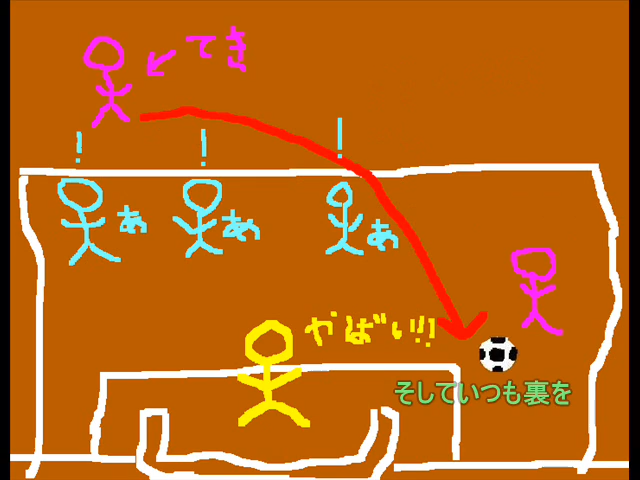 てき
! ! !
あ あ あ
やばい!!
そしていつも裏を